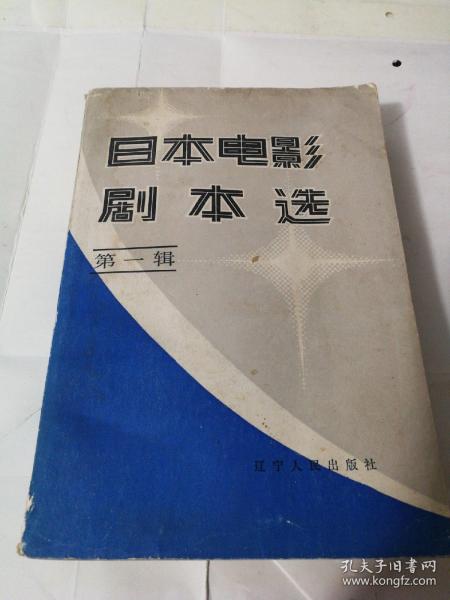 日本电影
剧本选
第一辑
辽宁人民出版社
孔夫子旧书网
www.kongfz.com